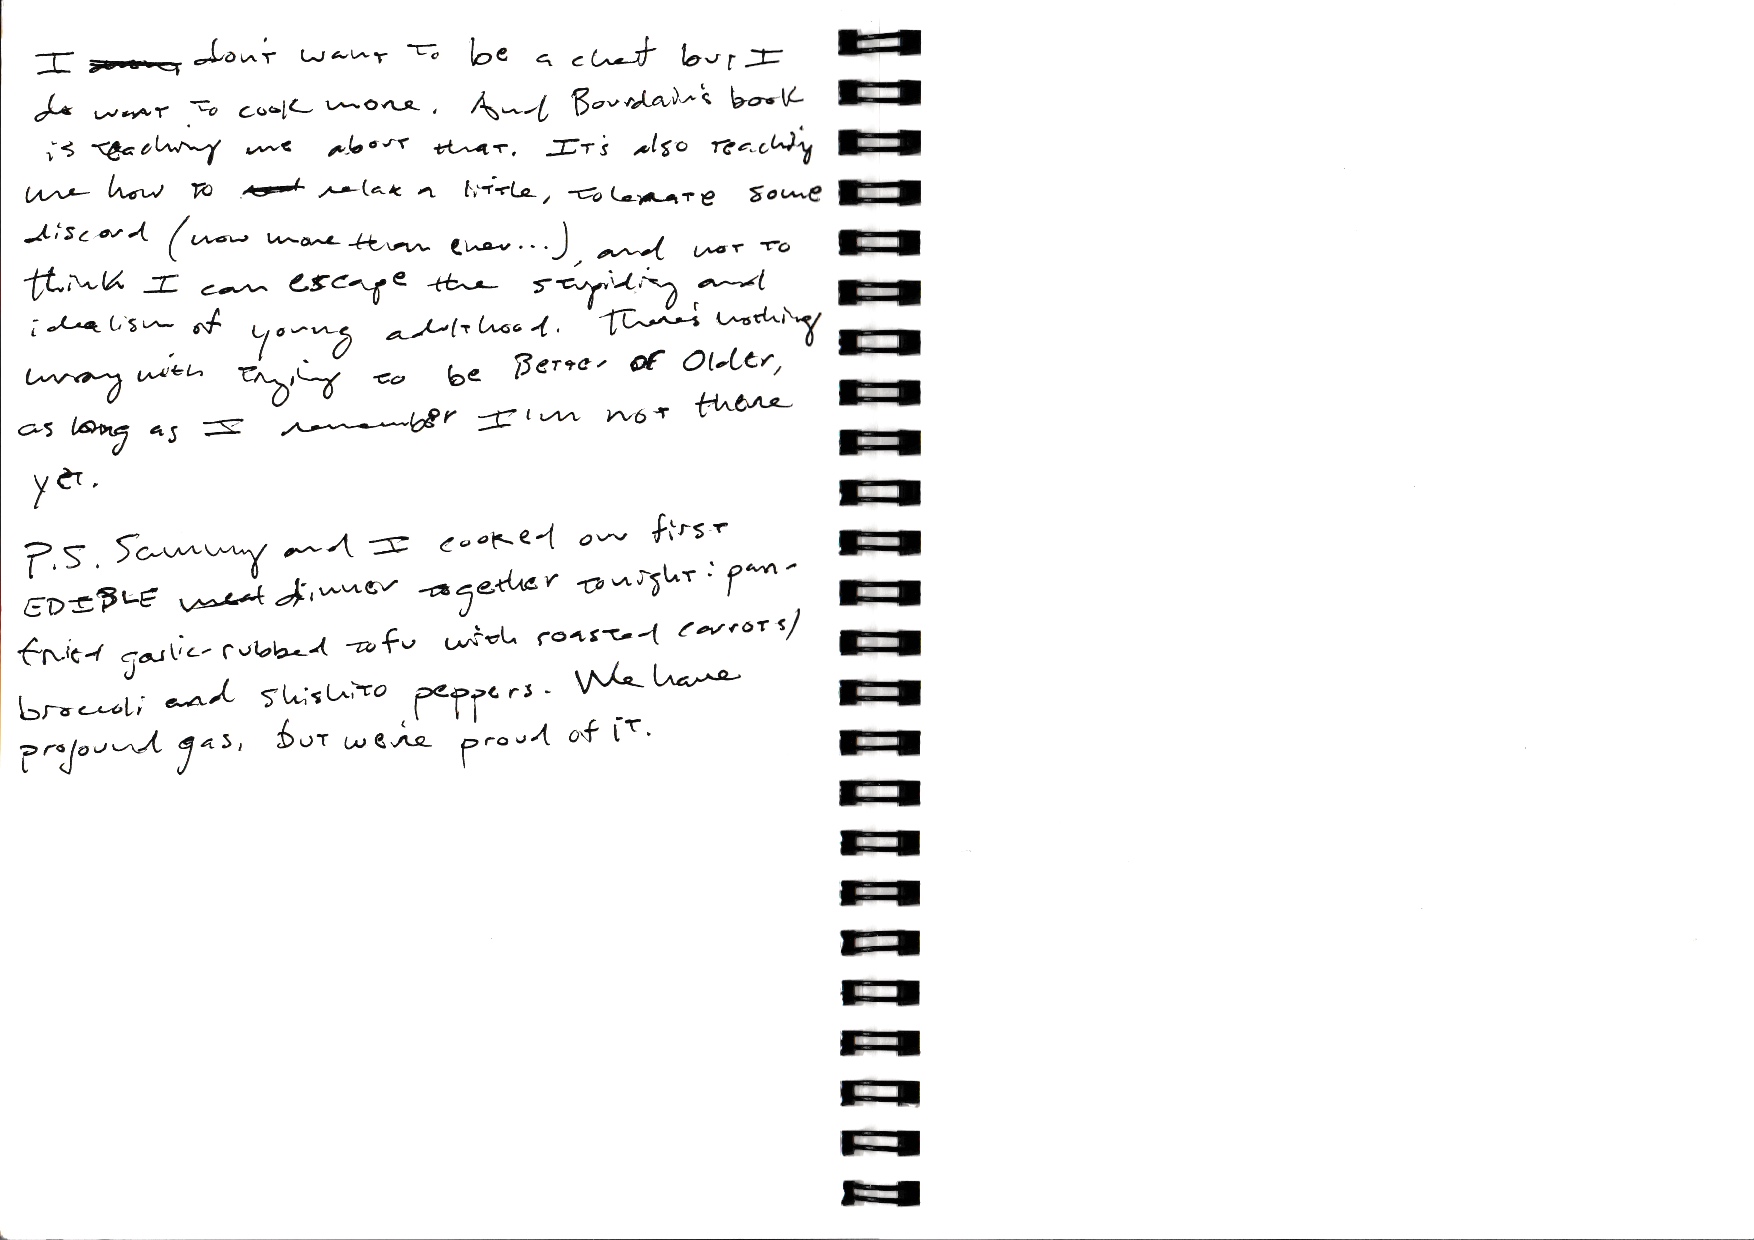 I don't want to be a chef but I
do want to cook more. And Bourdain's book
is teaching me about that. It's also teaching
me how to relax a little, tolerate some
discord (now more than ever...), and not to
think I can escape the stupidity and
idealism of young adulthood. There's nothing
wrong with trying to be Better or Older,
as long as I remember I'm not there
yet.
P.S. Sammy and I cooked our first
EDIBLE dinner together tonight: pan-
fried garlic-rubbed tofu with roasted carrots/
broccoli and shishito peppers. We have
profound gas, but we're proud of it.